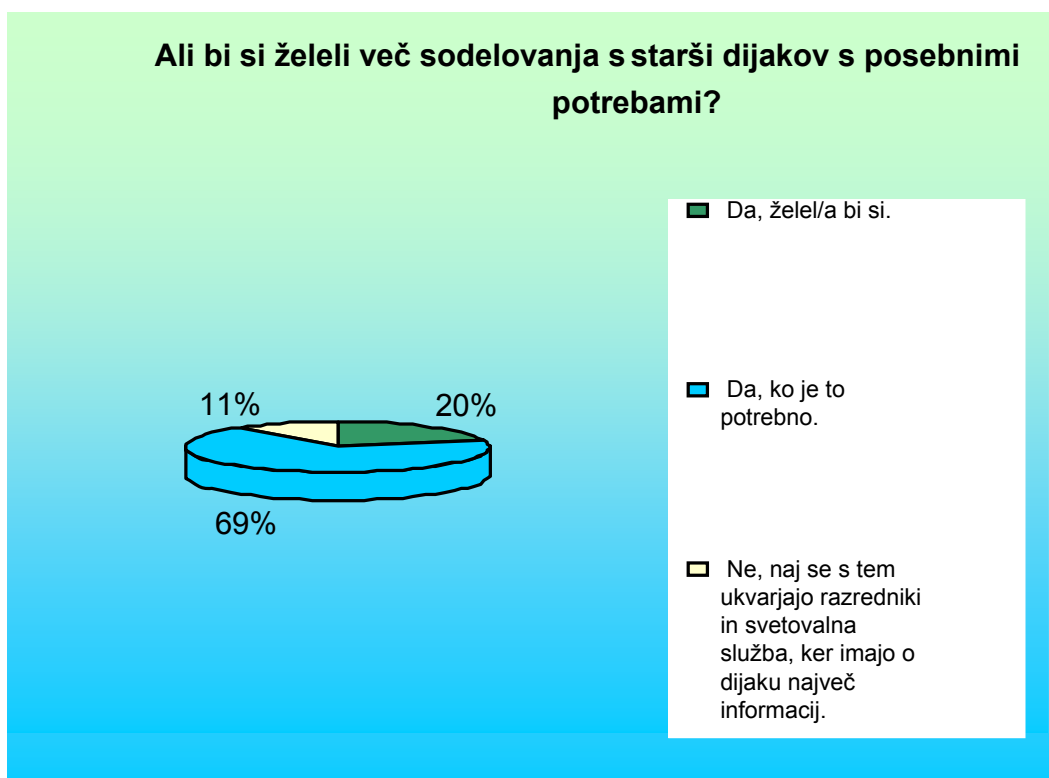 Ali bi si želeli več sodelovanja s starši dijakov s posebnimi
potrebami?
Da, želel/a bi si.
11%
20%
Da, ko je to
potrebno.
69%
Ne, naj se s tem
ukvarjajo razredniki
in svetovalna
služba, ker imajo o
dijaku največ
informacij.